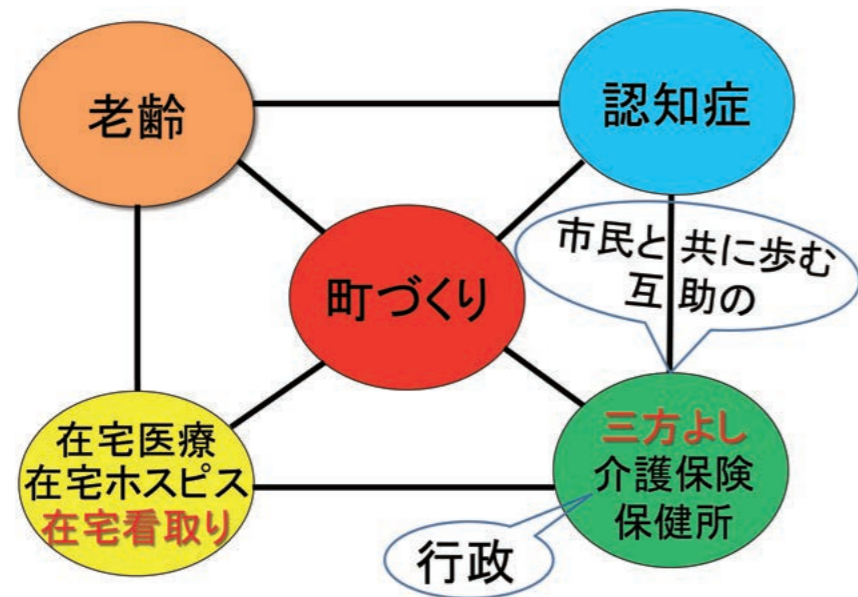 老齢
認知症
町づくり
市民と共に歩む
互助の
在宅医療
在宅ホスピス
在宅看取り
三方よし
介護保険
保健所
行政